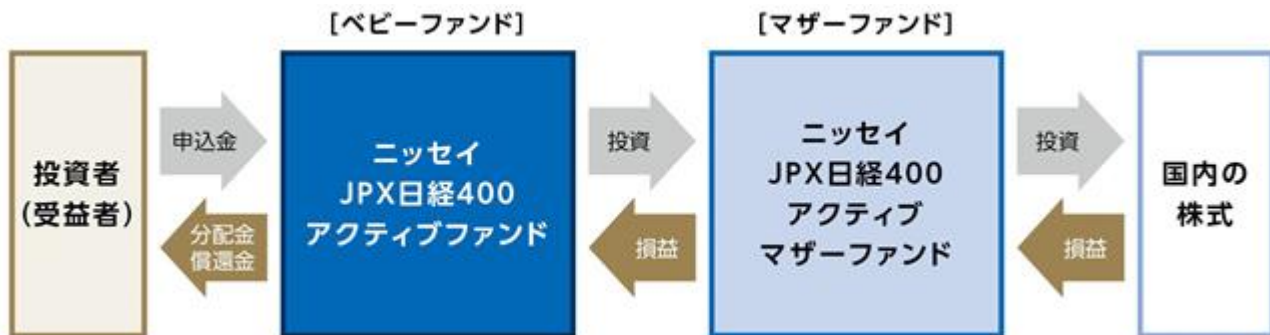 [ベビーファンド]
[マザーファンド]
投資者
(受益者)
申込金
分配金
償還金
ニッセイ
JPX日経400
アクティブファンド
投資
損益
ニッセイ
JPX日経400
アクティブ
マザーファンド
投資
損益
国内の
株式